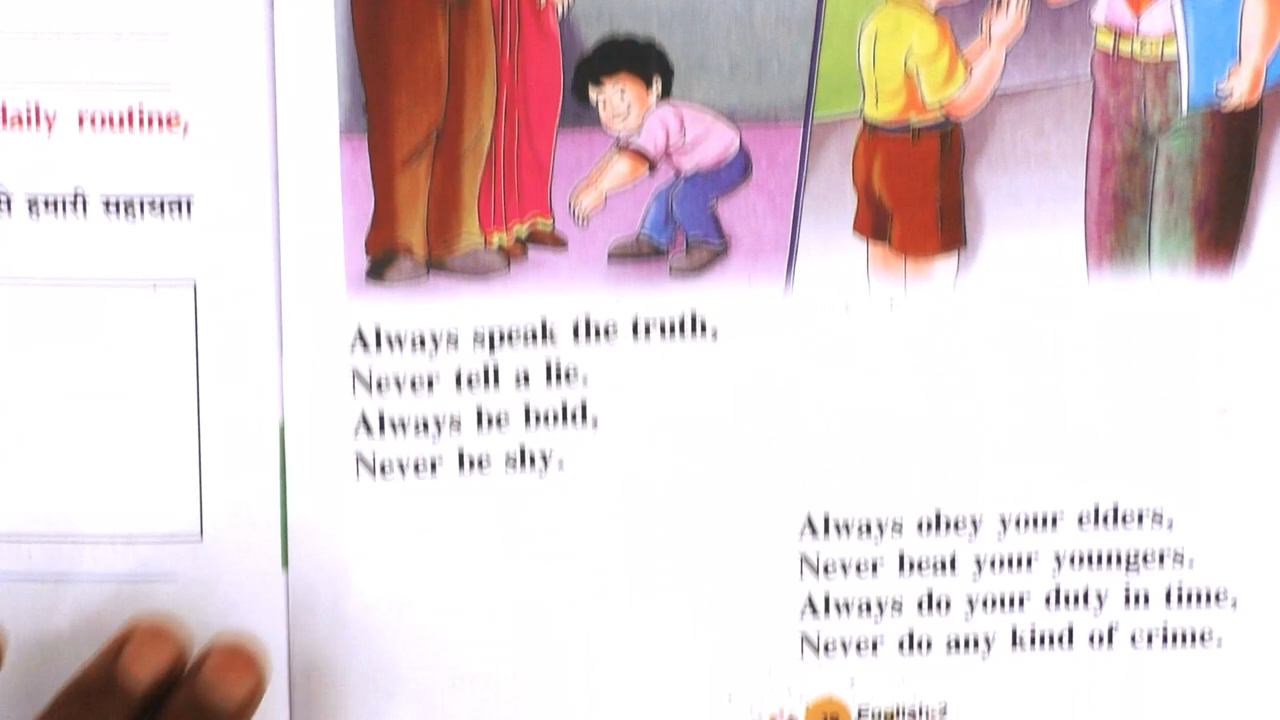 daily routine,
से हमारी सहायता
Always speak the truth,
Never tell a lie.
Always be bold,
Never be shy.
Always obey your elders,
Never beat your youngers.
Always do your duty in time,
Never do any kind of crime.
English-2